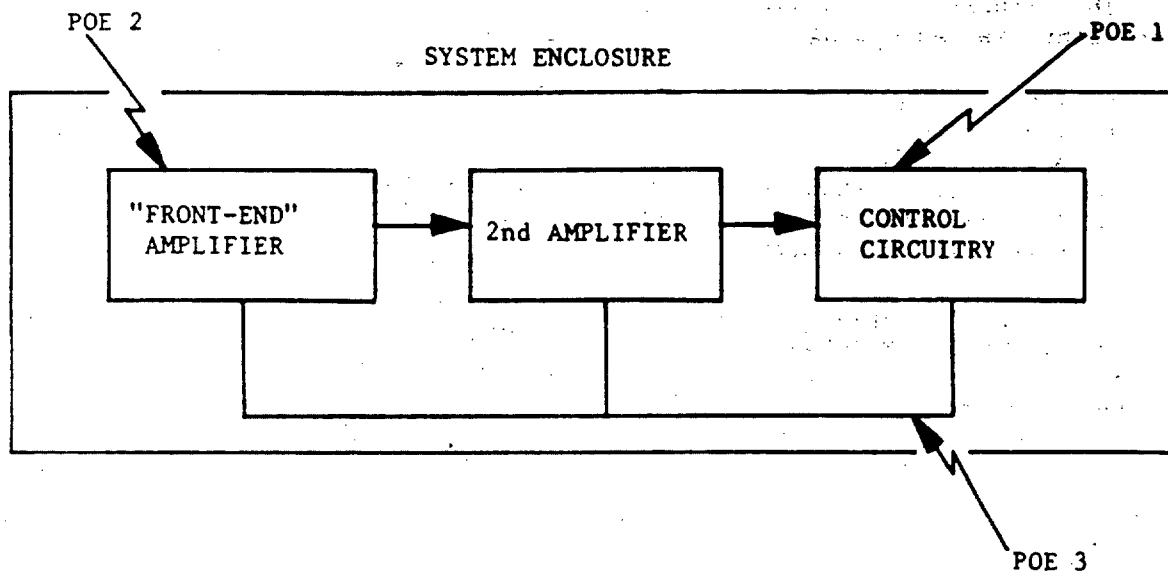 POE 2
POE 1
SYSTEM ENCLOSURE
"FRONT-END"
AMPLIFIER
2nd AMPLIFIER
CONTROL
CIRCUITRY
POE 3